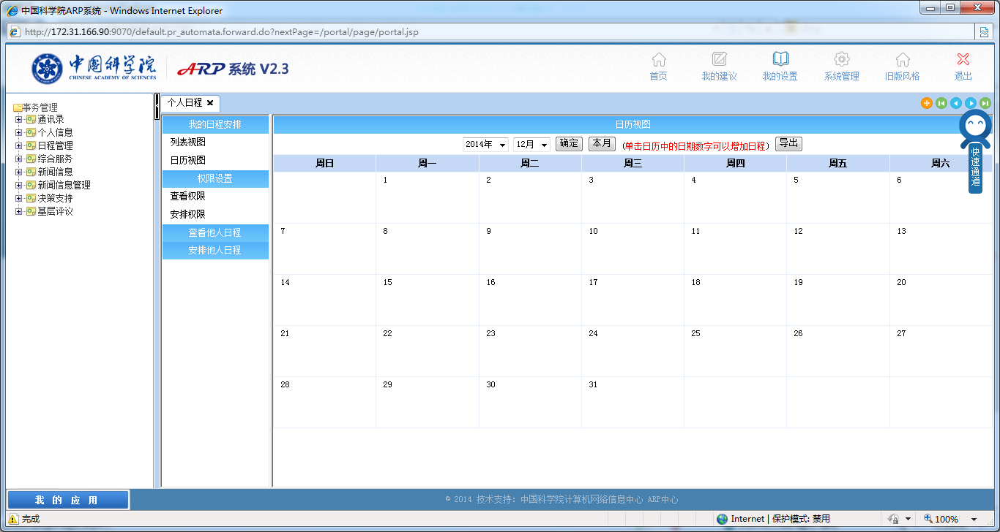 中国科学院ARP系统 - Windows Internet Explorer
http://172.31.166.90:9070/default.pr_automata.forward.do?nextPage=/portal/page/portal.jsp
中国科学院
CHINESE ACADEMY OF SCIENCES
ARP 系统 V2.3
首页 我的建议 我的设置 系统管理 旧版风格 退出
事务管理
通讯录
个人信息
日程管理
综合服务
新闻信息
新闻信息管理
决策支持
基层评议
个人日程
我的日程安排
列表视图
日历视图
权限设置
查看权限
安排权限
查看他人日程
安排他人日程
日历视图
2014年 12月 确定 本月 (单击日历中的日期数字可以增加日程) 导出
周日 周一 周二 周三 周四 周五 周六
1 2 3 4 5 6
7 8 9 10 11 12 13
14 15 16 17 18 19 20
21 22 23 24 25 26 27
28 29 30 31
快速通道
我 的 应 用
© 2014 技术支持：中国科学院计算机网络信息中心 ARP中心
完成
Internet | 保护模式: 禁用
100%